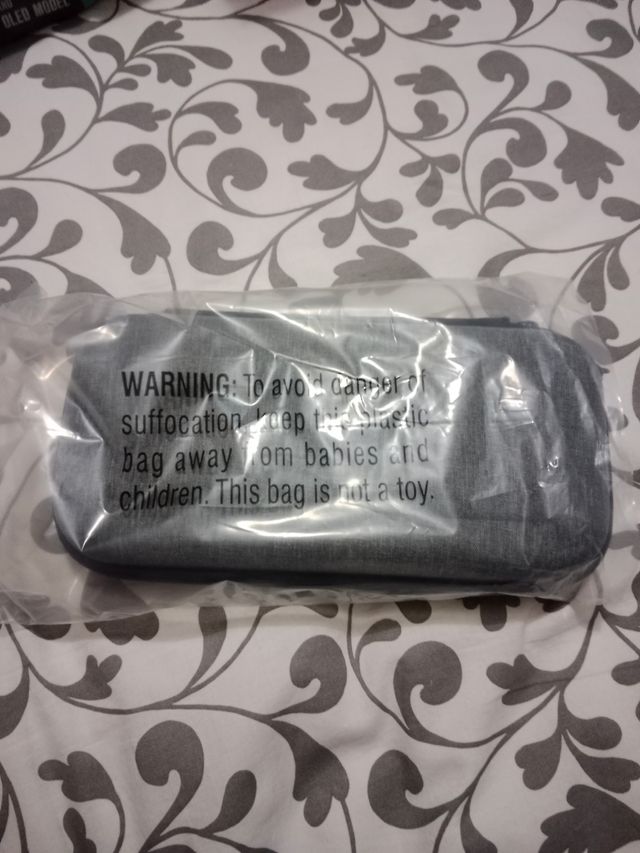 OLED MODEL
WARNING: To avoid danger of
suffocation keep this plastic
bag away from babies and
children. This bag is not a toy.